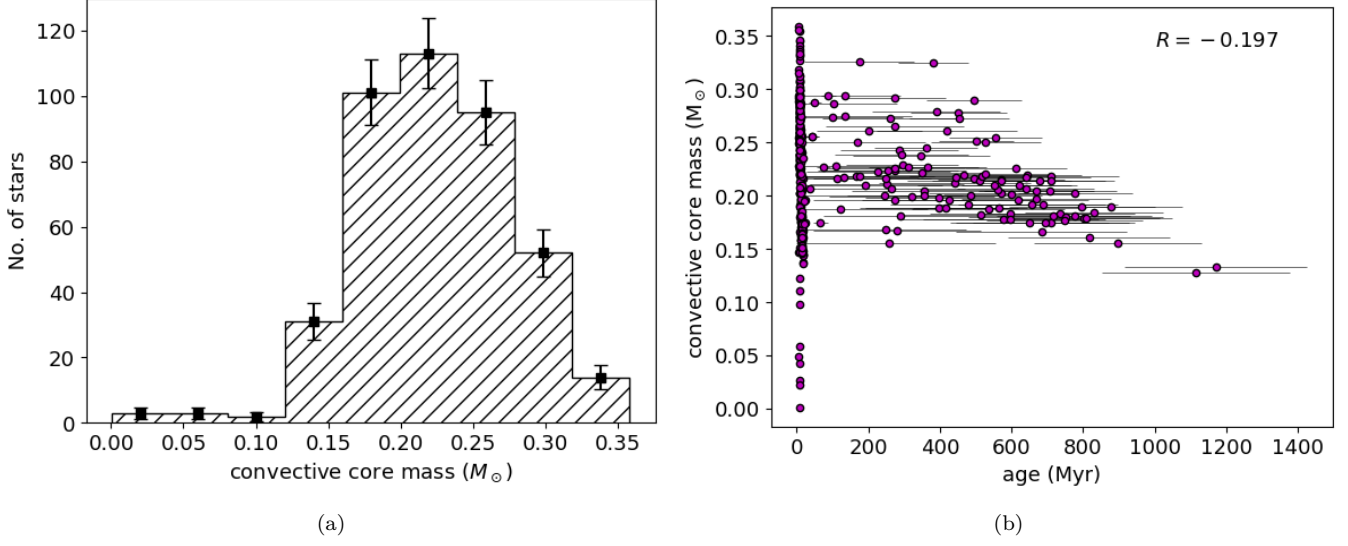 120
100
80
60
40
20
0
No. of stars
0.00 0.05 0.10 0.15 0.20 0.25 0.30 0.35
convective core mass (M⊙)
(a)
R = −0.197
0.35
0.30
0.25
0.20
0.15
0.10
0.05
0.00
convective core mass (M⊙)
0 200 400 600 800 1000 1200 1400
age (Myr)
(b)